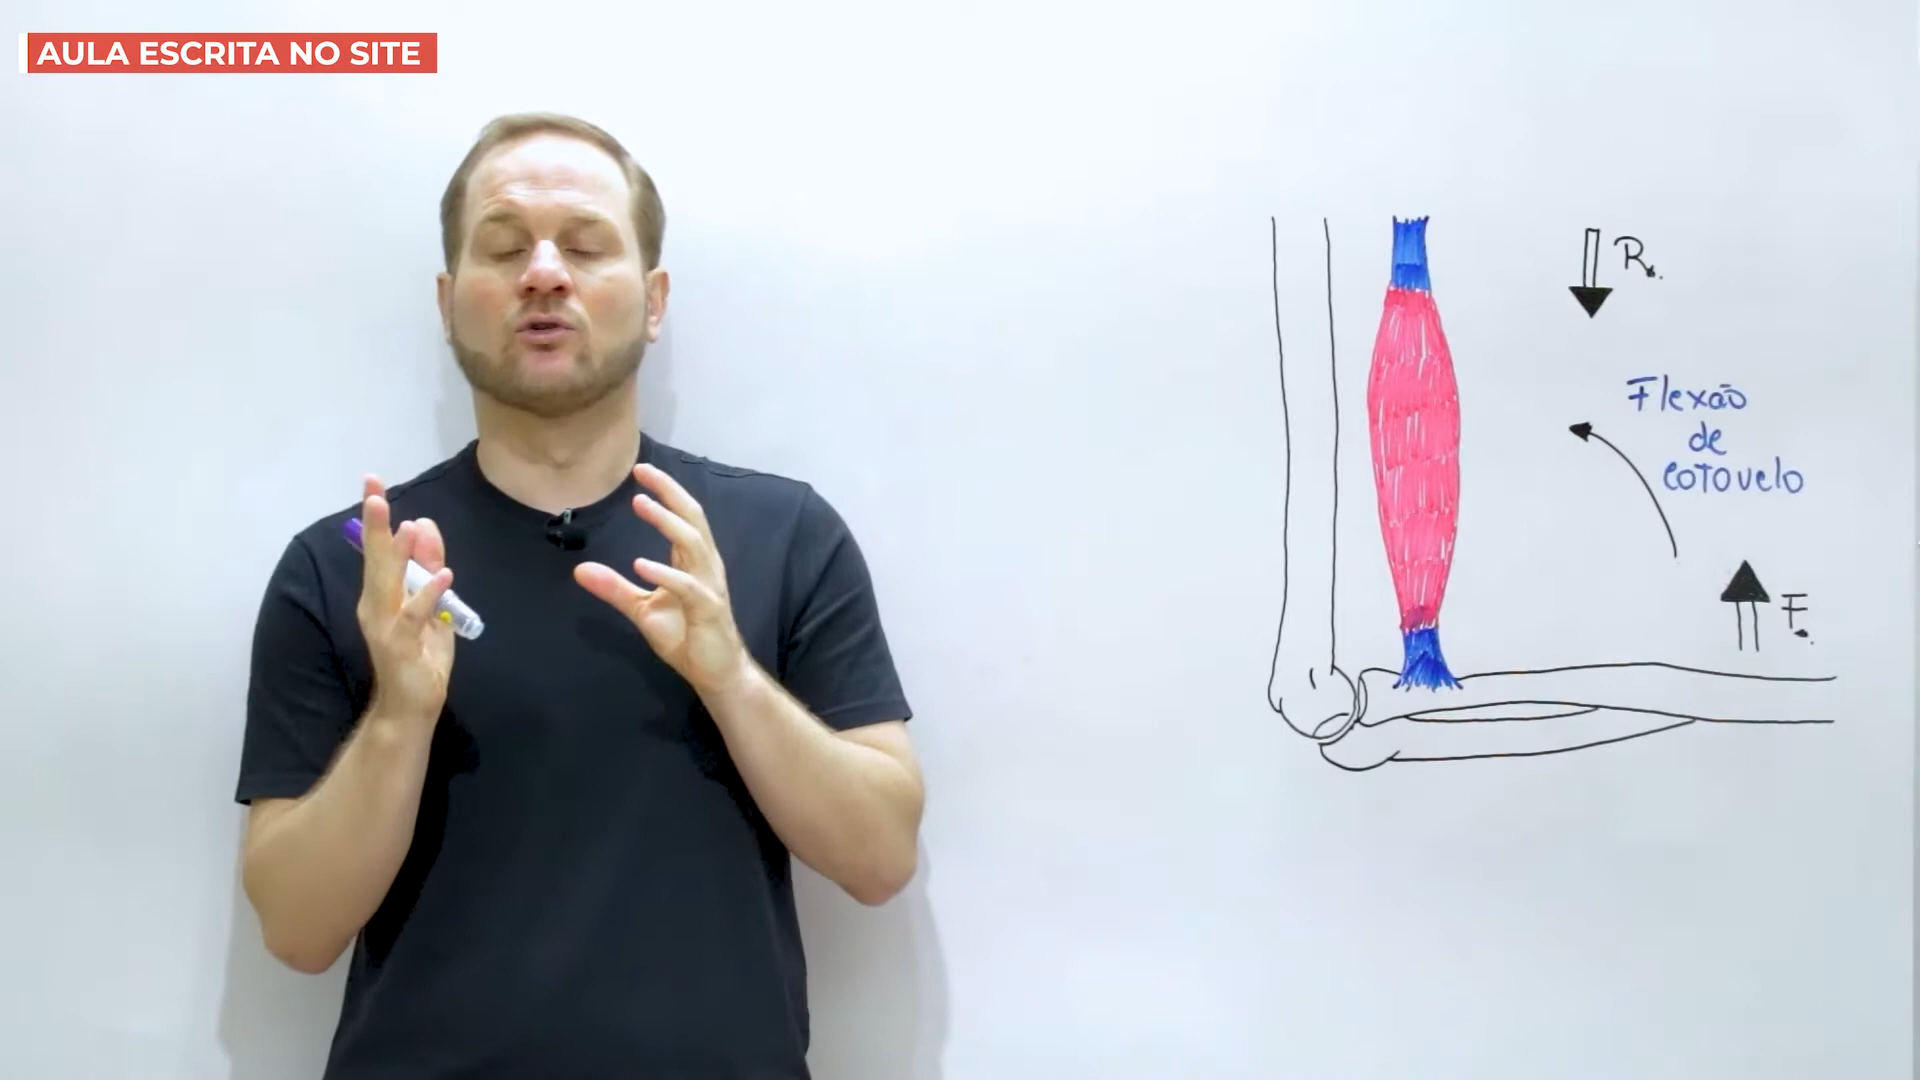 AULA ESCRITA NO SITE
R.
Flexão
de
cotovelo
F.